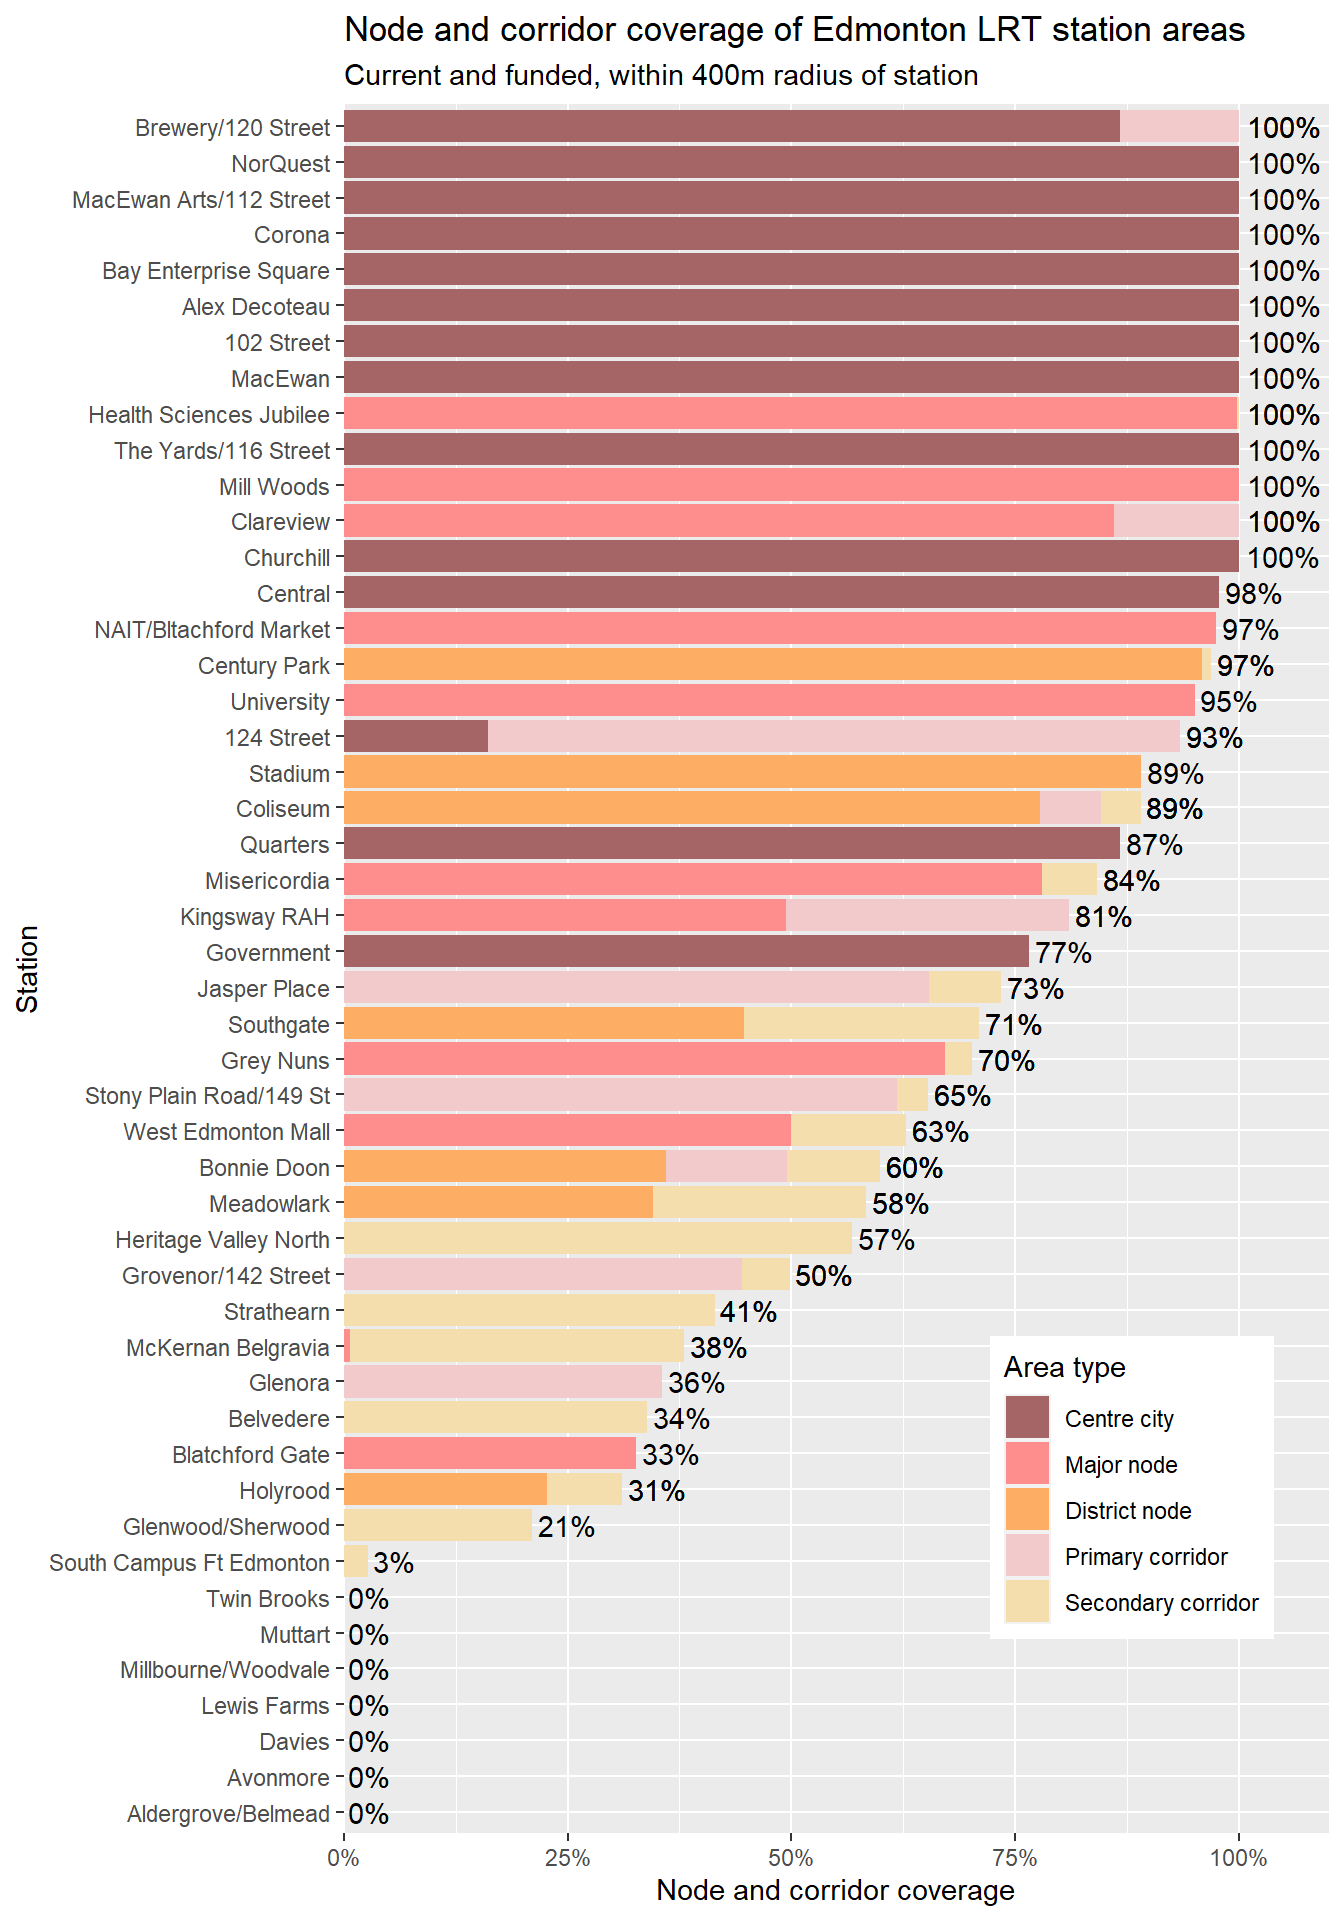 Node and corridor coverage of Edmonton LRT station areas
Current and funded, within 400m radius of station
Brewery/120 Street 100%
NorQuest 100%
MacEwan Arts/112 Street 100%
Corona 100%
Bay Enterprise Square 100%
Alex Decoteau 100%
102 Street 100%
MacEwan 100%
Health Sciences Jubilee 100%
The Yards/116 Street 100%
Mill Woods 100%
Clareview 100%
Churchill 100%
Central 98%
NAIT/Bltachford Market 97%
Century Park 97%
University 95%
124 Street 93%
Stadium 89%
Coliseum 89%
Quarters 87%
Misericordia 84%
Kingsway RAH 81%
Government 77%
Jasper Place 73%
Southgate 71%
Grey Nuns 70%
Stony Plain Road/149 St 65%
West Edmonton Mall 63%
Bonnie Doon 60%
Meadowlark 58%
Heritage Valley North 57%
Grovenor/142 Street 50%
Strathearn 41%
McKernan Belgravia 38%
Glenora 36%
Belvedere 34%
Blatchford Gate 33%
Holyrood 31%
Glenwood/Sherwood 21%
South Campus Ft Edmonton 3%
Twin Brooks 0%
Muttart 0%
Millbourne/Woodvale 0%
Lewis Farms 0%
Davies 0%
Avonmore 0%
Aldergrove/Belmead 0%
Station
Area type
Centre city
Major node
District node
Primary corridor
Secondary corridor
0% 25% 50% 75% 100%
Node and corridor coverage